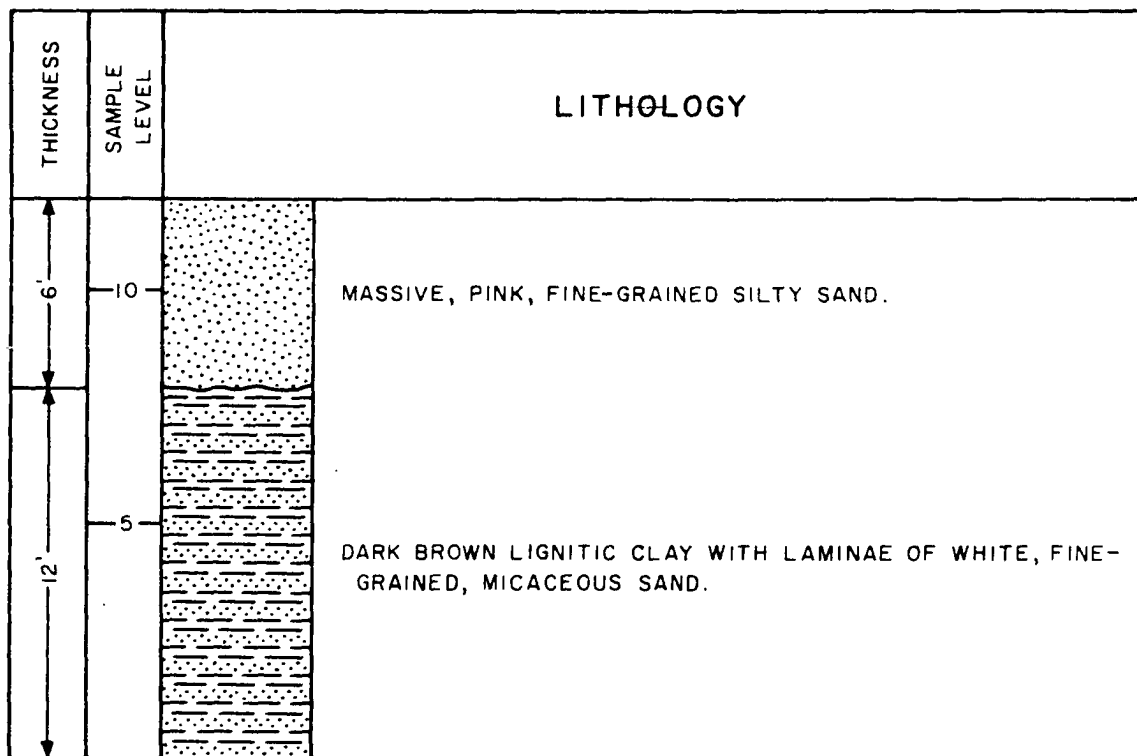 THICKNESS
SAMPLE
LEVEL
LITHOLOGY
6'
10
MASSIVE, PINK, FINE-GRAINED SILTY SAND.
12'
5
DARK BROWN LIGNITIC CLAY WITH LAMINAE OF WHITE, FINE-
GRAINED, MICACEOUS SAND.